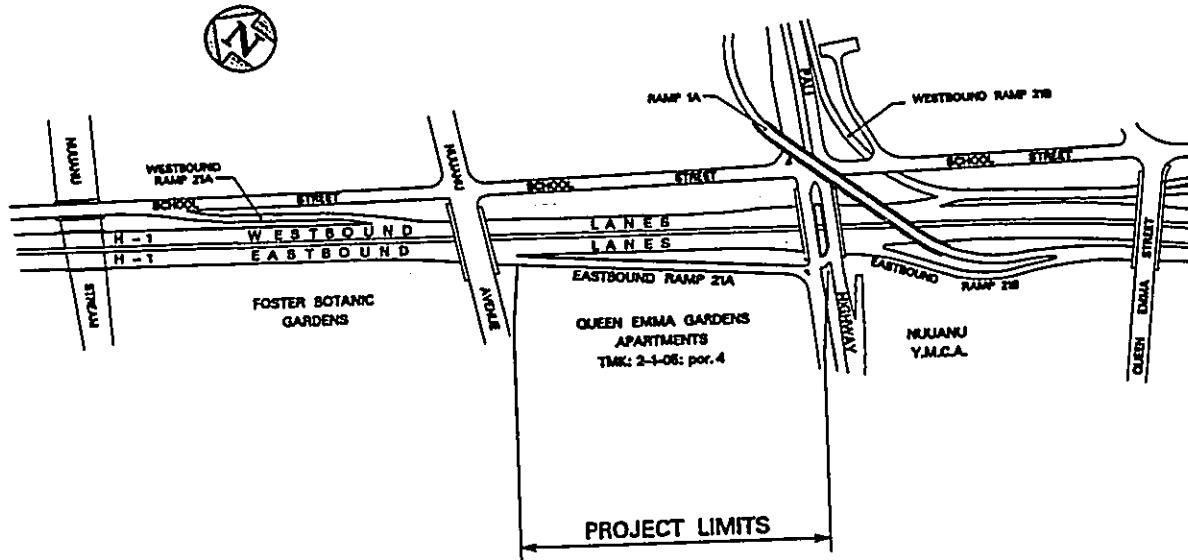 N
RAMP 1A
PALI
WESTBOUND RAMP 21B
NUUANU
STREAM
WESTBOUND
RAMP 21A
SCHOOL STREET
NUUANU
AVENUE
SCHOOL STREET
SCHOOL STREET
H-1 WESTBOUND LANES
H-1 EASTBOUND LANES
EASTBOUND RAMP 21A
EASTBOUND RAMP 21B
HIGHWAY
QUEEN EMMA STREET
FOSTER BOTANIC
GARDENS
QUEEN EMMA GARDENS
APARTMENTS
TMK: 2-1-05: por. 4
NUUANU
Y.M.C.A.
PROJECT LIMITS